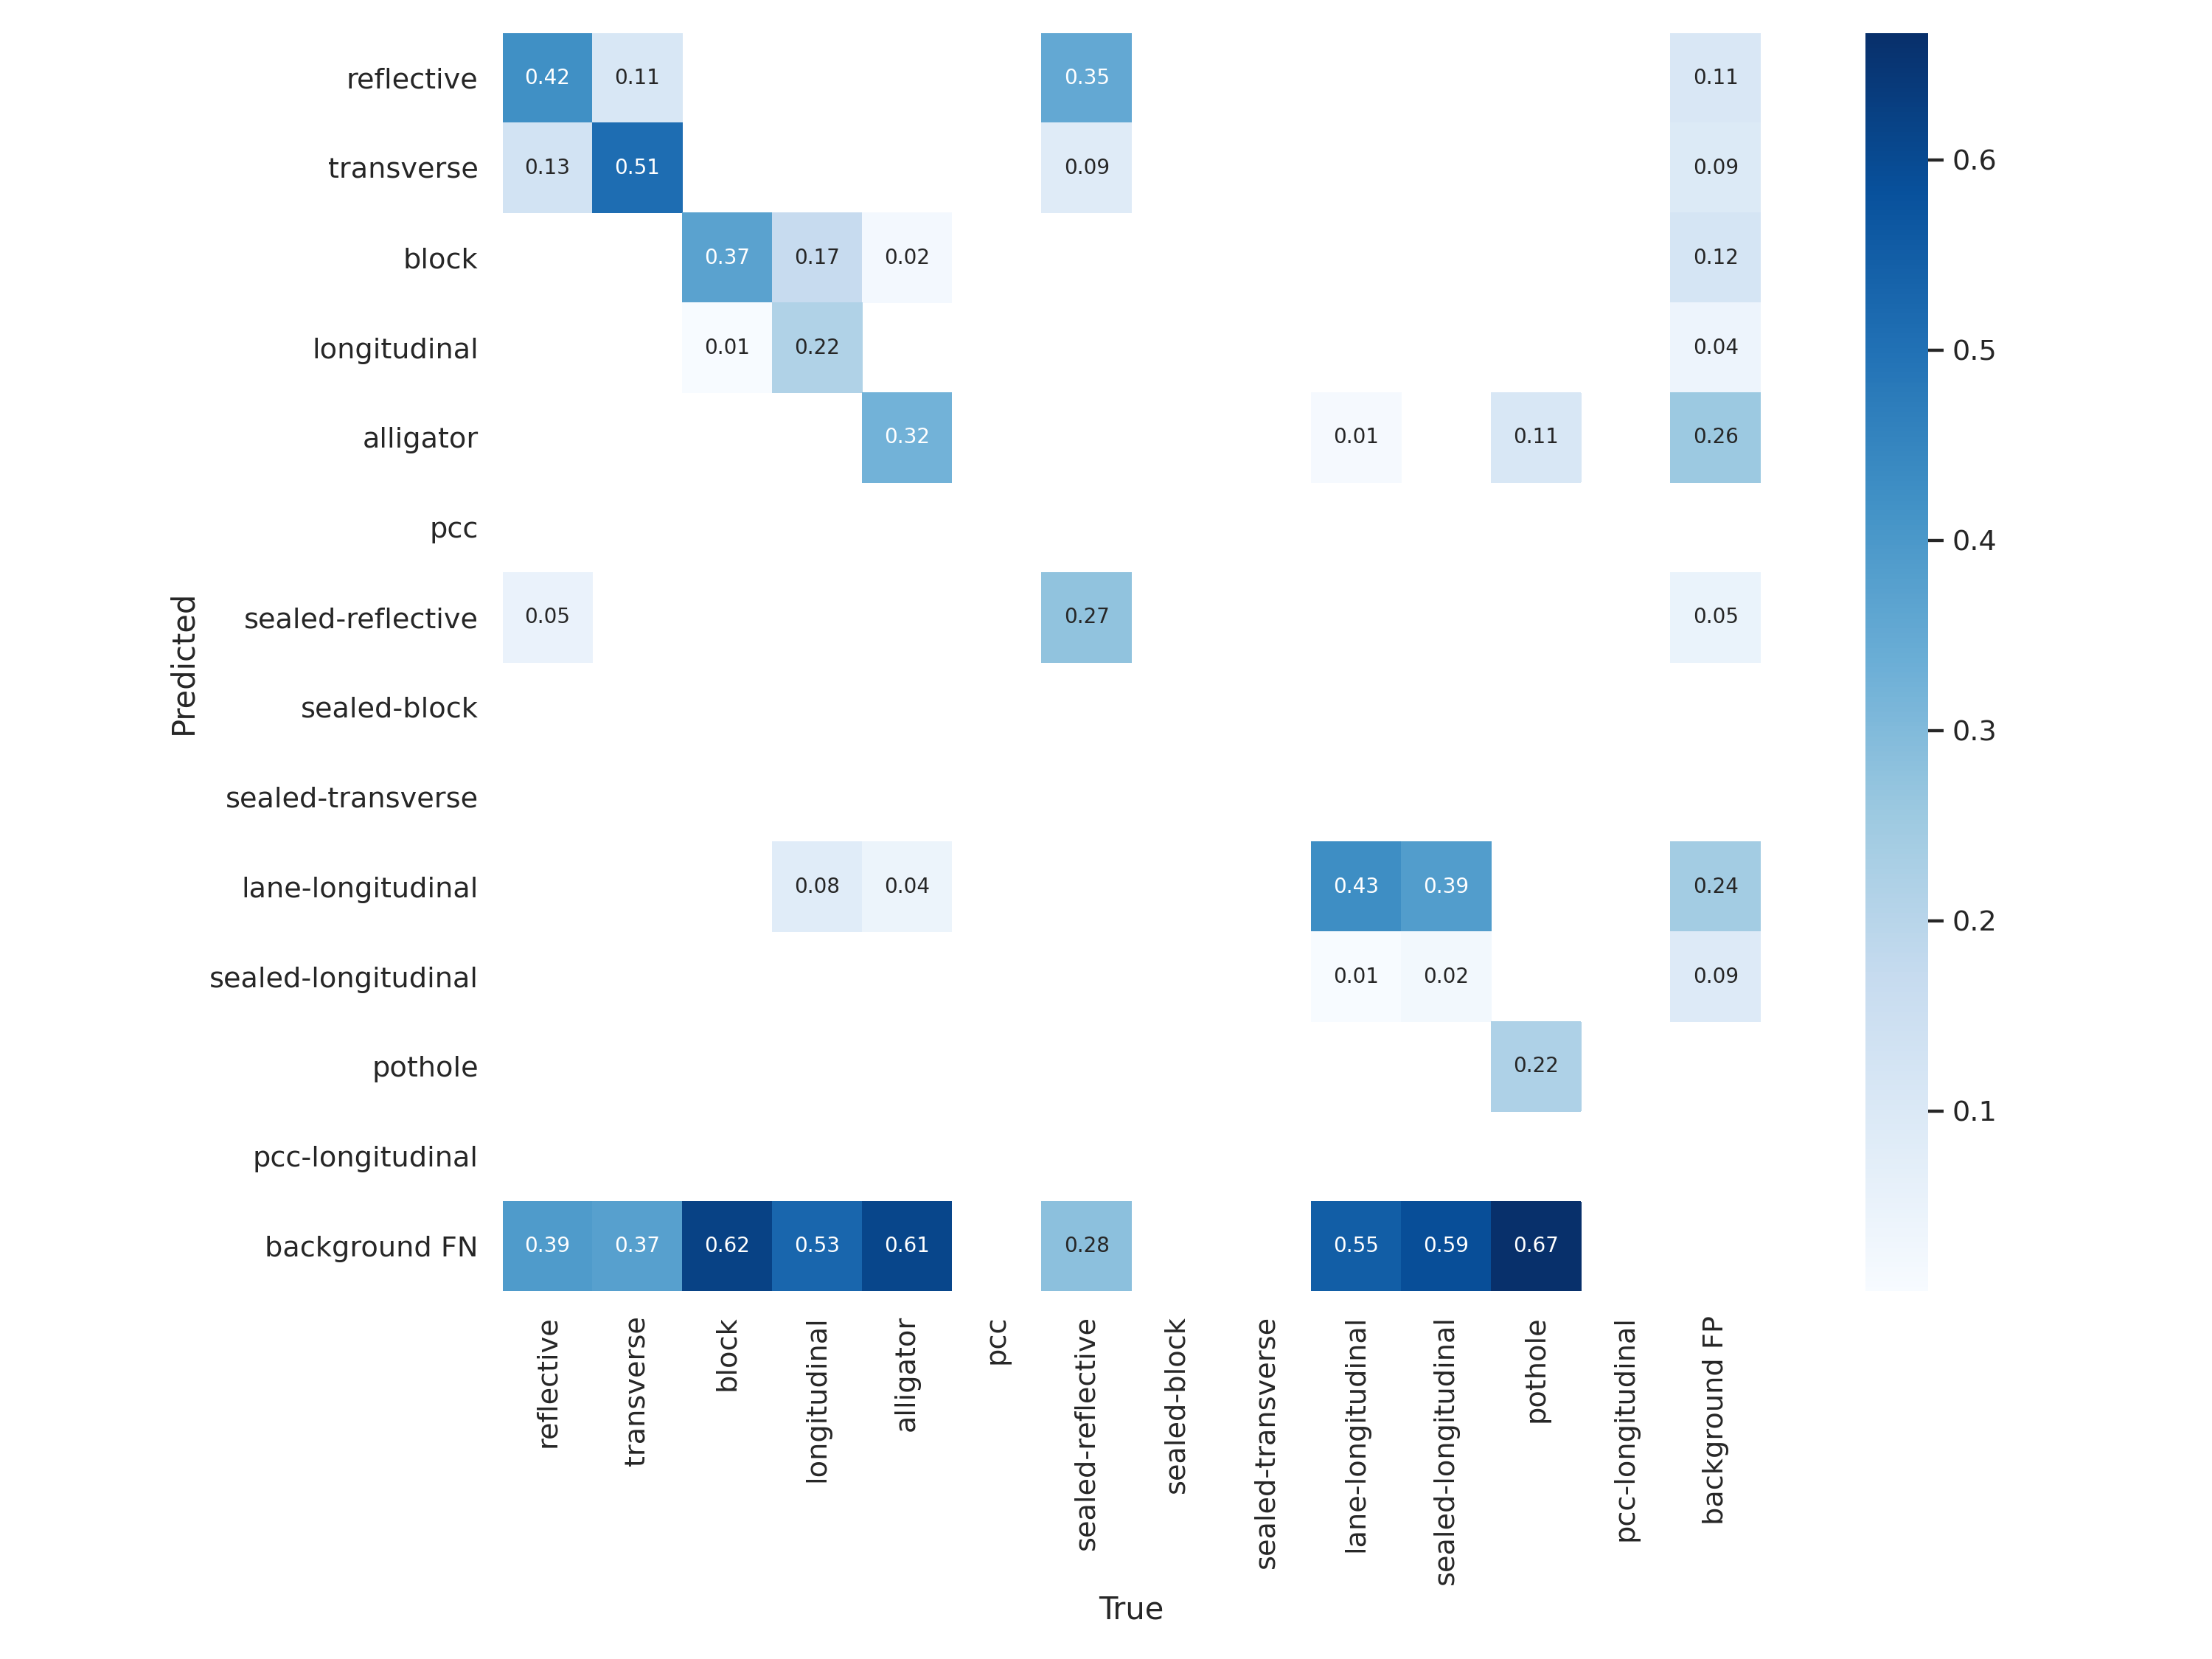 reflective 0.42 0.11 0.35 0.11
transverse 0.13 0.51 0.09 0.09 0.6
block 0.37 0.17 0.02 0.12
longitudinal 0.01 0.22 0.04 0.5
alligator 0.32 0.01 0.11 0.26
pcc 0.4
sealed-reflective 0.05 0.27 0.05
Predicted
sealed-block 0.3
sealed-transverse
lane-longitudinal 0.08 0.04 0.43 0.39 0.24 0.2
sealed-longitudinal 0.01 0.02 0.09
pothole 0.22 0.1
pcc-longitudinal
background FN 0.39 0.37 0.62 0.53 0.61 0.28 0.55 0.59 0.67
reflective
transverse
block
longitudinal
alligator
pcc
sealed-reflective
sealed-block
sealed-transverse
lane-longitudinal
sealed-longitudinal
pothole
pcc-longitudinal
background FP
True